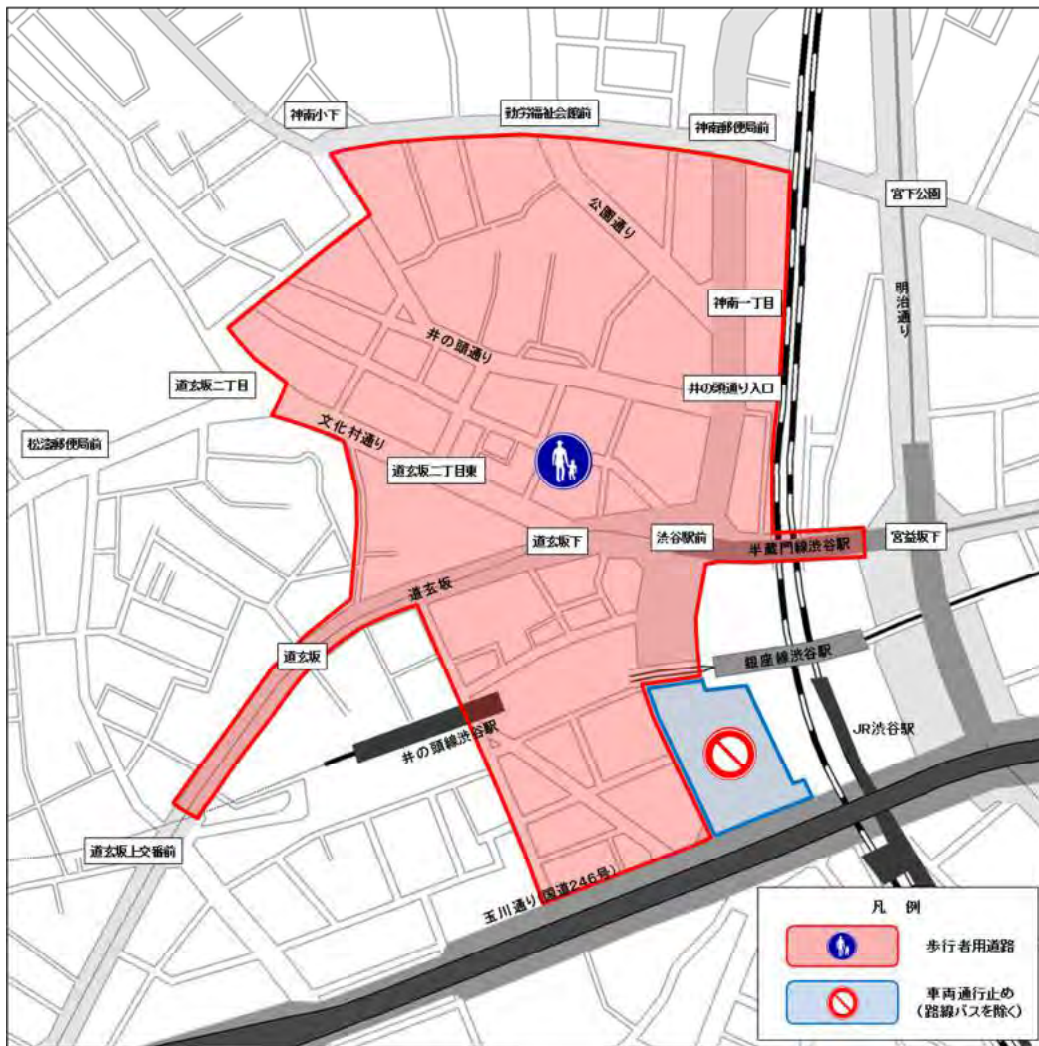 神南小下
勤労福祉会館前
神南郵便局前
宮下公園
公園通り
明治通り
神南一丁目
井の頭通り
道玄坂二丁目
井の頭通り入口
文化村通り
松濤郵便局前
道玄坂二丁目東
道玄坂下
渋谷駅前
半蔵門線渋谷駅
宮益坂下
道玄坂
道玄坂
銀座線渋谷駅
井の頭線渋谷駅
JR渋谷駅
道玄坂上交番前
玉川通り(国道246号)
凡 例
歩行者用道路
車両通行止め
(路線バスを除く)